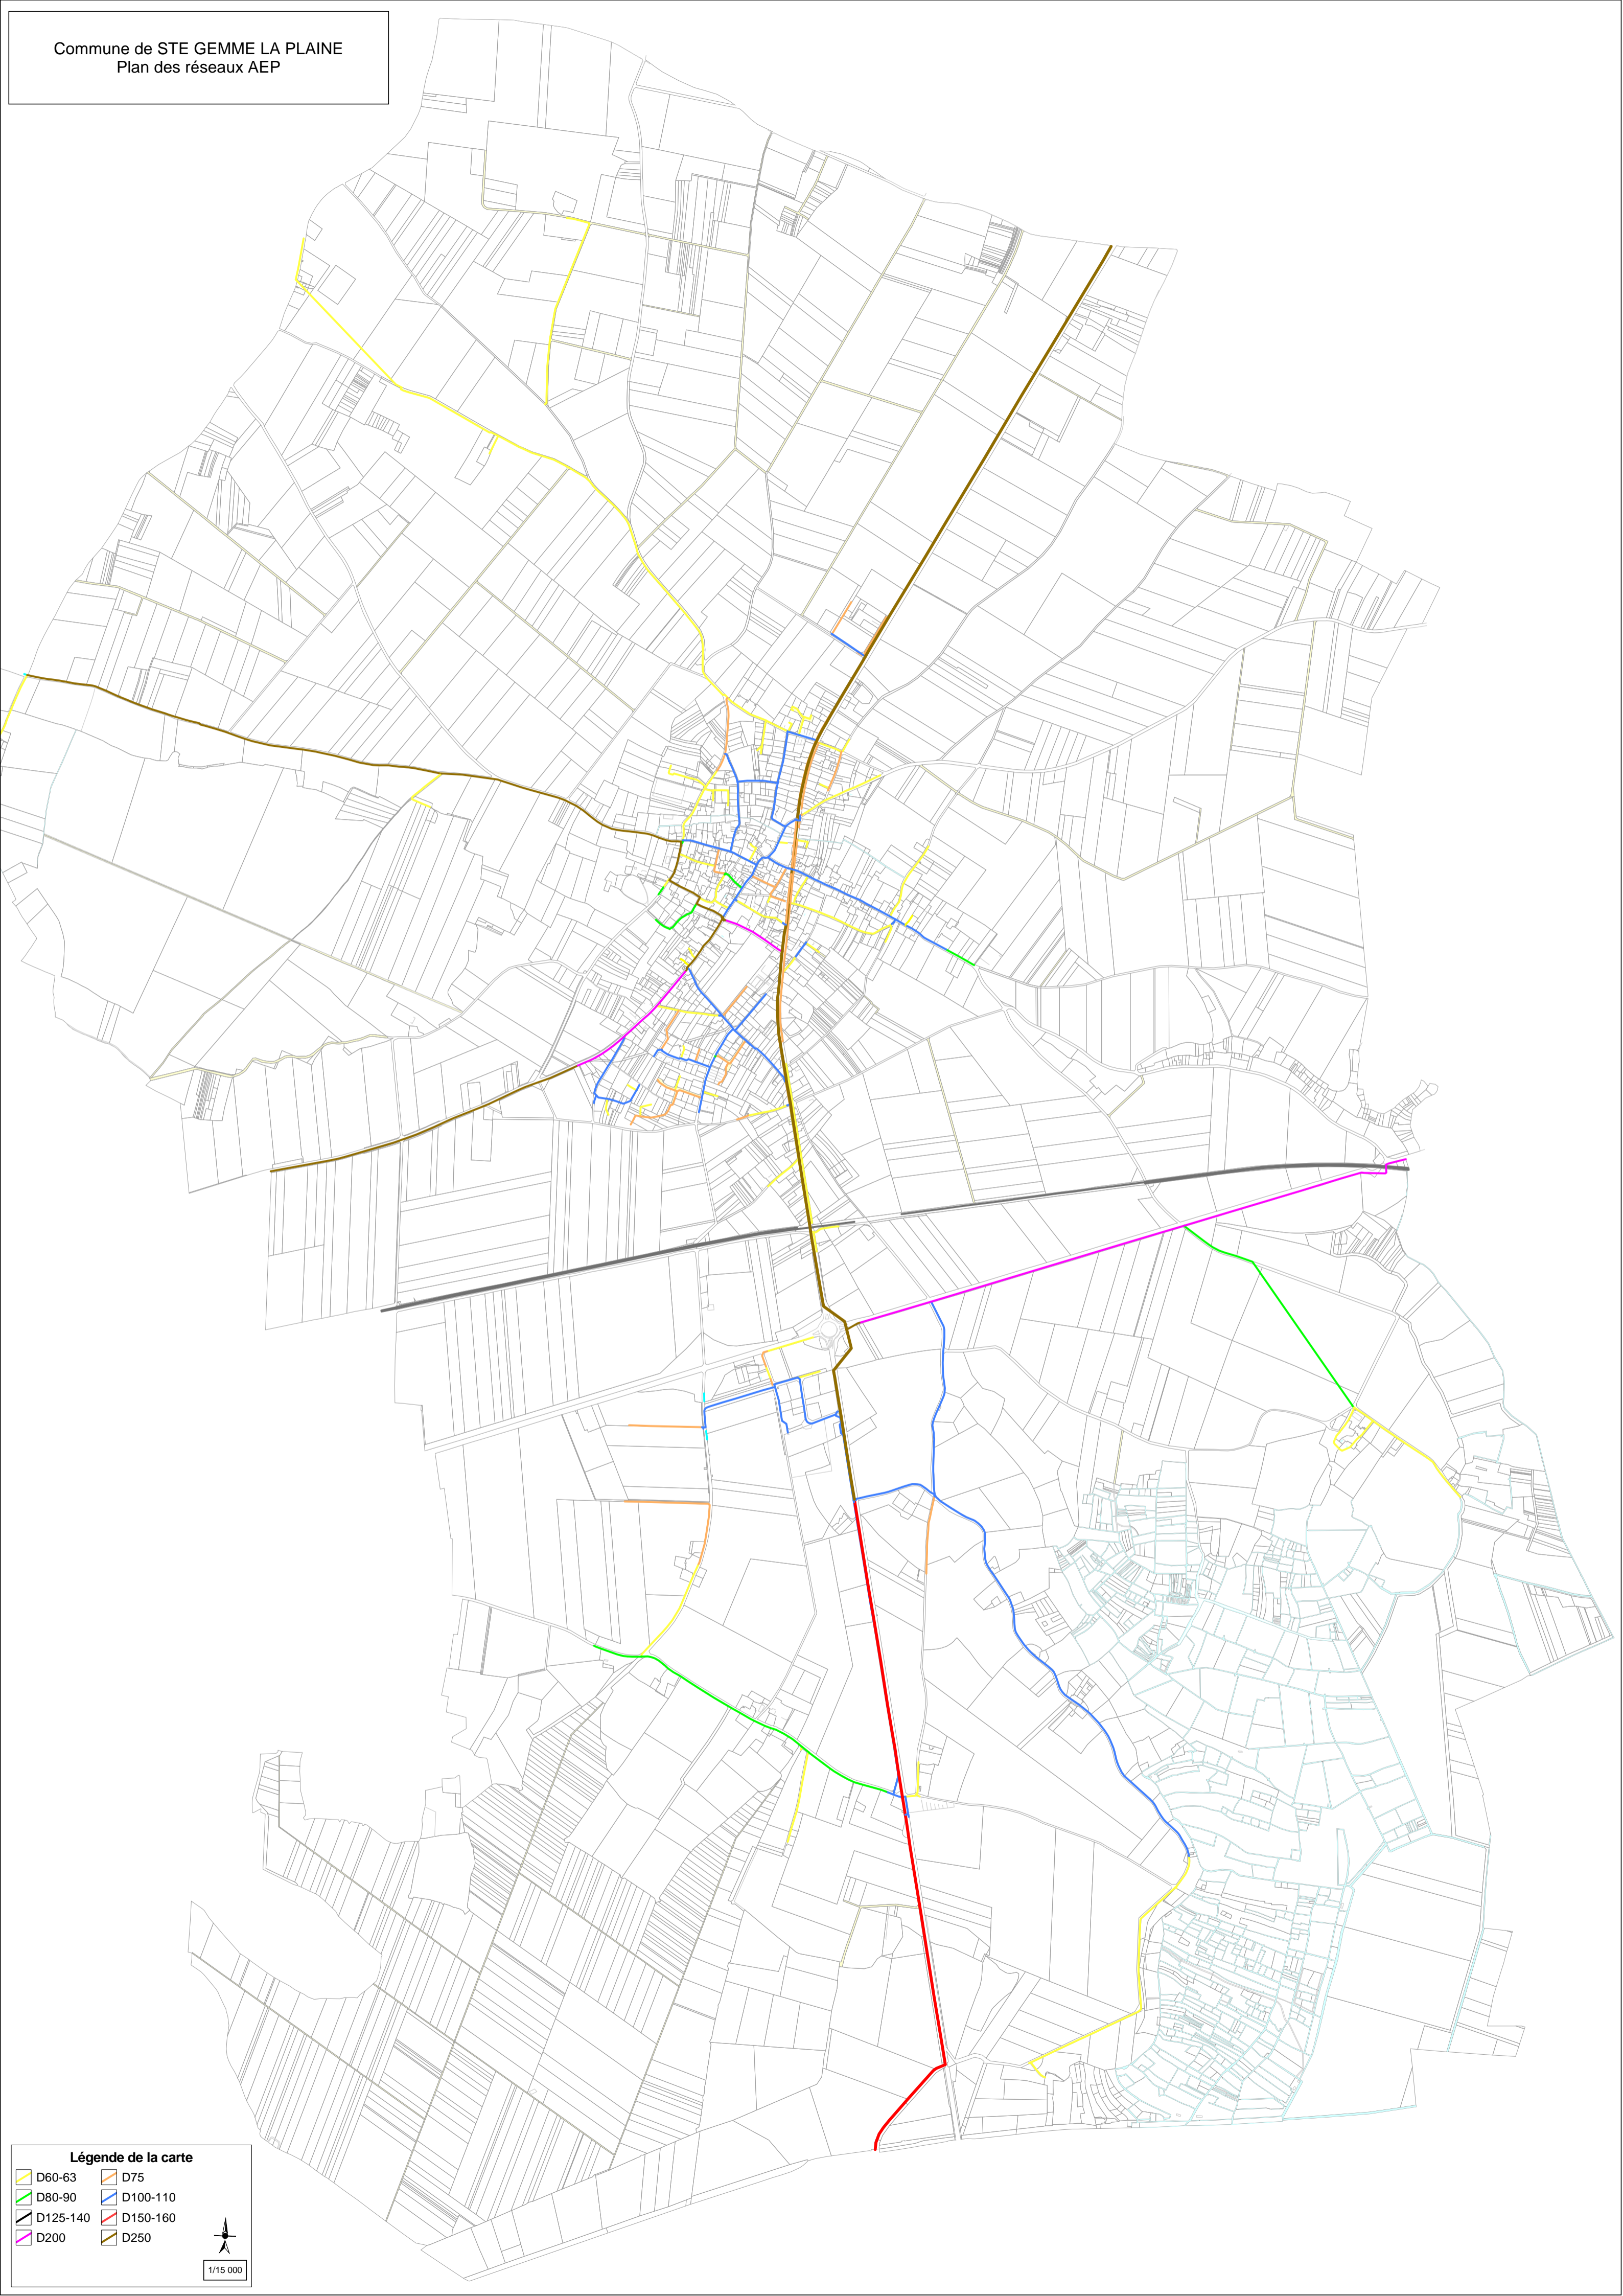 Commune de STE GEMME LA PLAINE
Plan des réseaux AEP
Légende de la carte
D60-63 D75
D80-90 D100-110
D125-140 D150-160
D200 D250
1/15 000